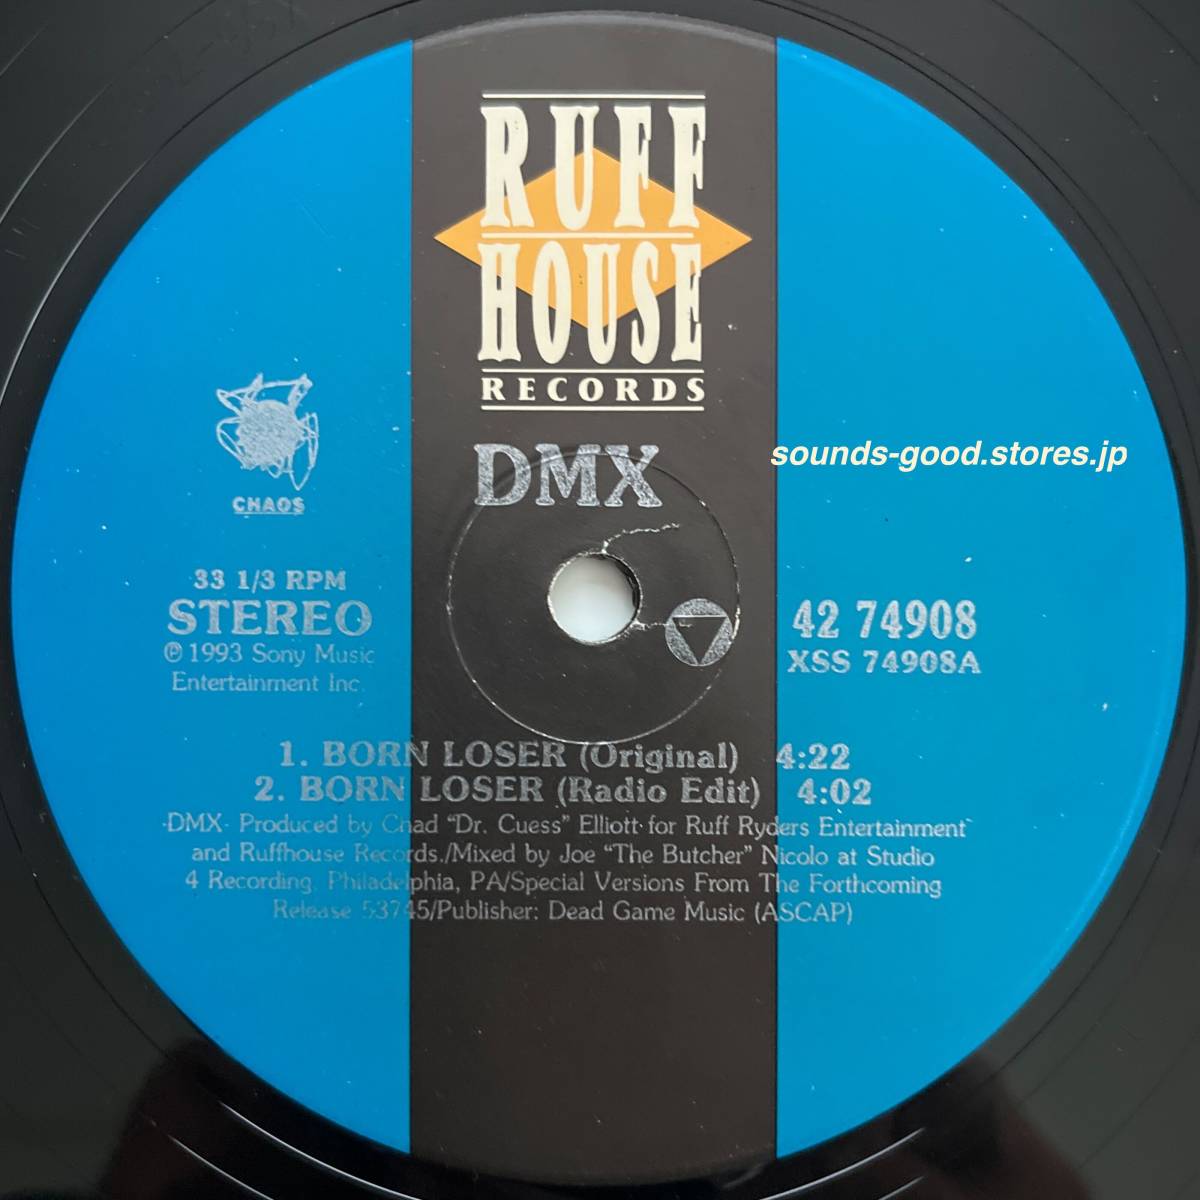 RUFF
HOUSE
RECORDS
DMX
sounds-good.stores.jp
CHAOS
33 1/3 RPM
STEREO
℗ 1993 Sony Music
Entertainment Inc.
42 74908
XSS 74908A
1. BORN LOSER (Original) 4:22
2. BORN LOSER (Radio Edit) 4:02
-DMX- Produced by Chad "Dr. Cuess" Elliott for Ruff Ryders Entertainment
and Ruffhouse Records./Mixed by Joe "The Butcher" Nicolo at Studio
4 Recording, Philadelphia, PA/Special Versions From The Forthcoming
Release 53745/Publisher: Dead Game Music (ASCAP)